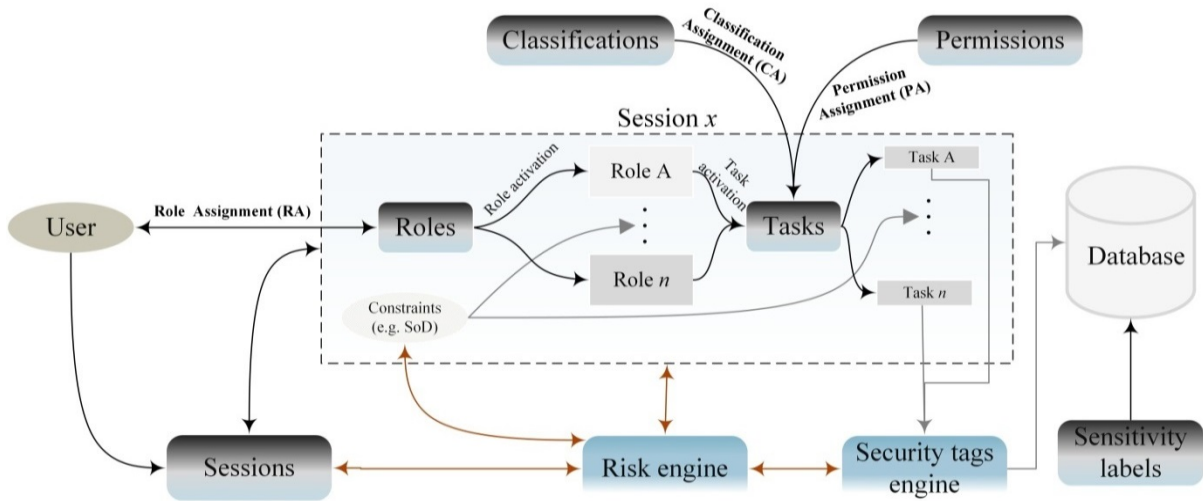 Classifications
Classification
Assignment (CA)
Permissions
Permission
Assignment (PA)
Session x
Role activation
Role A
Task
activation
Task A
User
Role Assignment (RA)
Roles
Tasks
Database
Role n
Task n
Constraints
(e.g. SoD)
Sessions
Risk engine
Security tags
engine
Sensitivity
labels